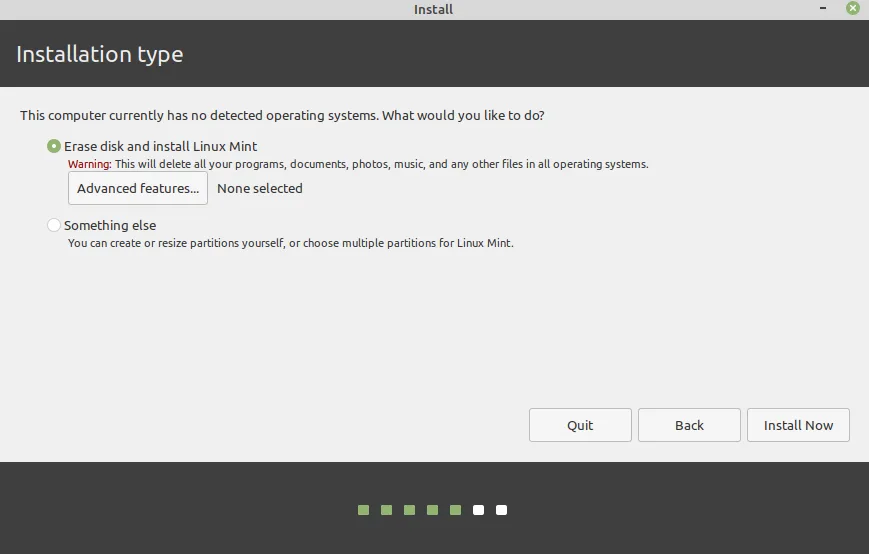 Install
Installation type
This computer currently has no detected operating systems. What would you like to do?
Erase disk and install Linux Mint
Warning: This will delete all your programs, documents, photos, music, and any other files in all operating systems.
Advanced features... None selected
Something else
You can create or resize partitions yourself, or choose multiple partitions for Linux Mint.
Quit Back Install Now